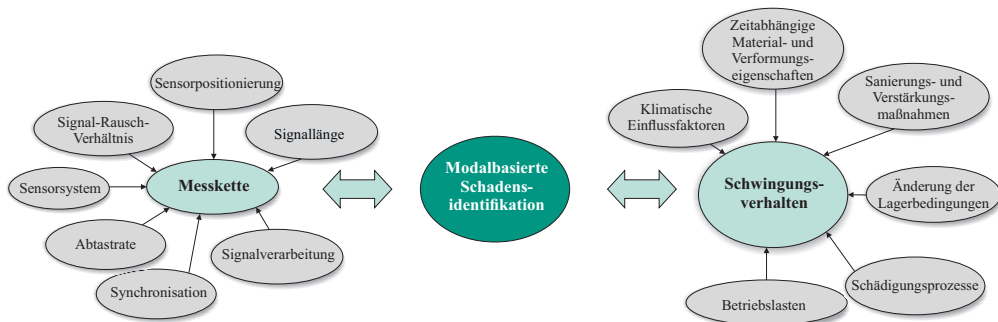 Sensorpositionierung
Signal-Rausch-
Verhältnis
Signallänge
Sensorsystem
Messkette
Abtastrate
Signalverarbeitung
Synchronisation
Modalbasierte
Schadens-
identifikation
Zeitabhängige
Material- und
Verformungs-
eigenschaften
Klimatische
Einflussfaktoren
Sanierungs- und
Verstärkungs-
maßnahmen
Schwingungs-
verhalten
Änderung der
Lagerbedingungen
Schädigungsprozesse
Betriebslasten